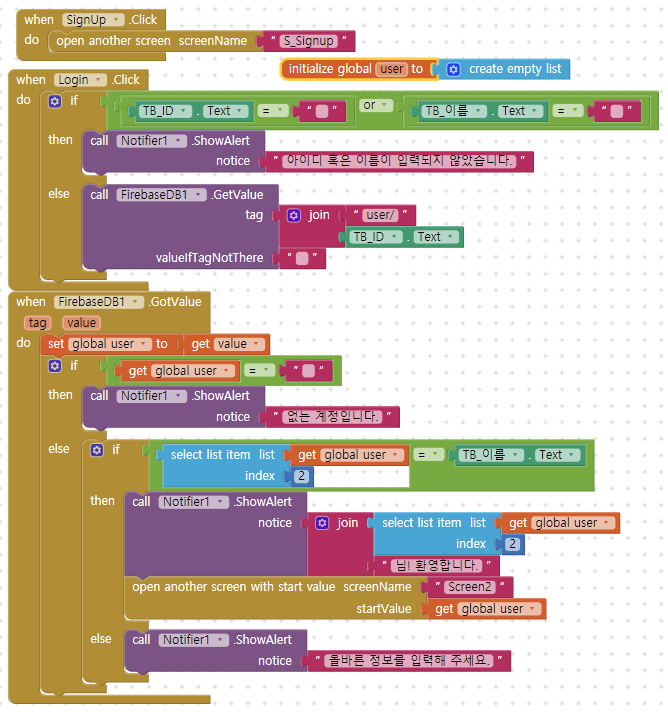 when SignUp .Click
do open another screen screenName " S_Signup "
initialize global user to create empty list
when Login .Click
do if TB_ID . Text = " " or TB_이름 . Text = " "
then call Notifier1 .ShowAlert
notice " 아이디 혹은 이름이 입력되지 않았습니다. "
else call FirebaseDB1 .GetValue
tag join " user/ "
TB_ID . Text
valueIfTagNotThere " "
when FirebaseDB1 .GotValue
tag value
do set global user to get value
if get global user = " "
then call Notifier1 .ShowAlert
notice " 없는 계정입니다. "
else if select list item list get global user = TB_이름 . Text
index 2
then call Notifier1 .ShowAlert
notice join select list item list get global user
index 2
" 님! 환영합니다. "
open another screen with start value screenName " Screen2 "
startValue get global user
else call Notifier1 .ShowAlert
notice " 올바른 정보를 입력해 주세요. "